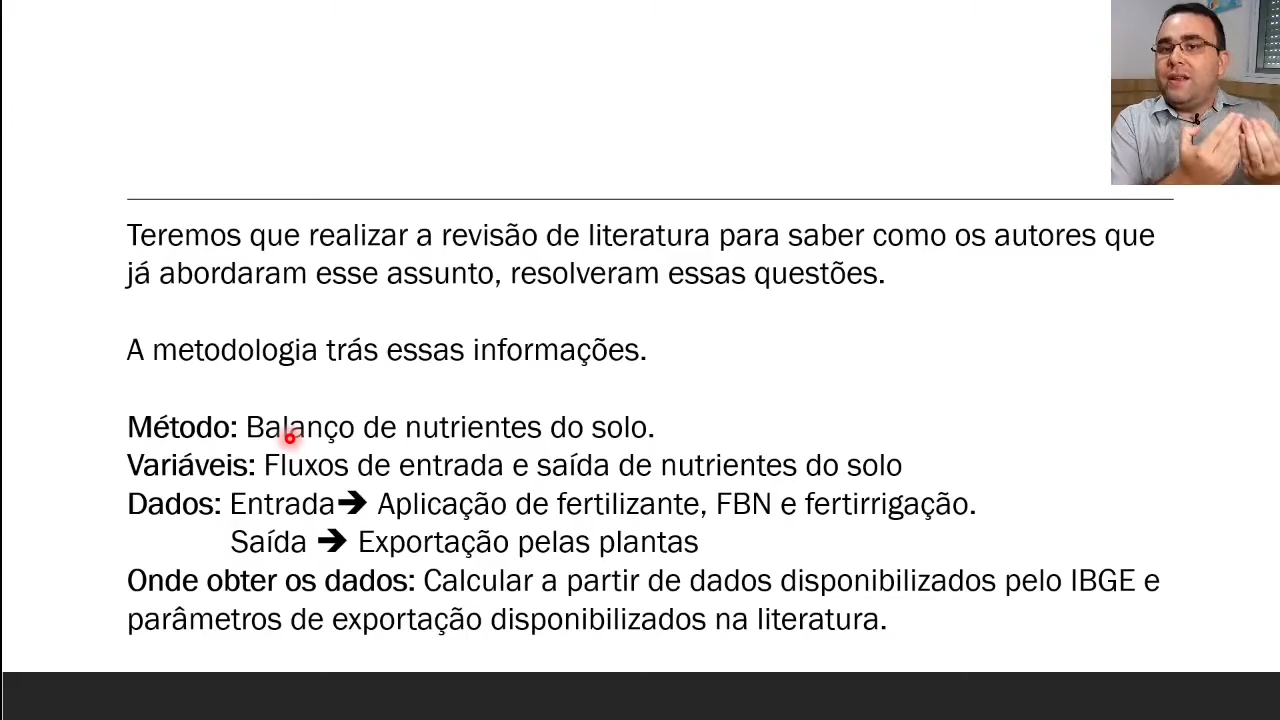 Teremos que realizar a revisão de literatura para saber como os autores que
já abordaram esse assunto, resolveram essas questões.
A metodologia trás essas informações.
Método: Balanço de nutrientes do solo.
Variáveis: Fluxos de entrada e saída de nutrientes do solo
Dados: Entrada➔ Aplicação de fertilizante, FBN e fertirrigação.
Saída ➔ Exportação pelas plantas
Onde obter os dados: Calcular a partir de dados disponibilizados pelo IBGE e
parâmetros de exportação disponibilizados na literatura.